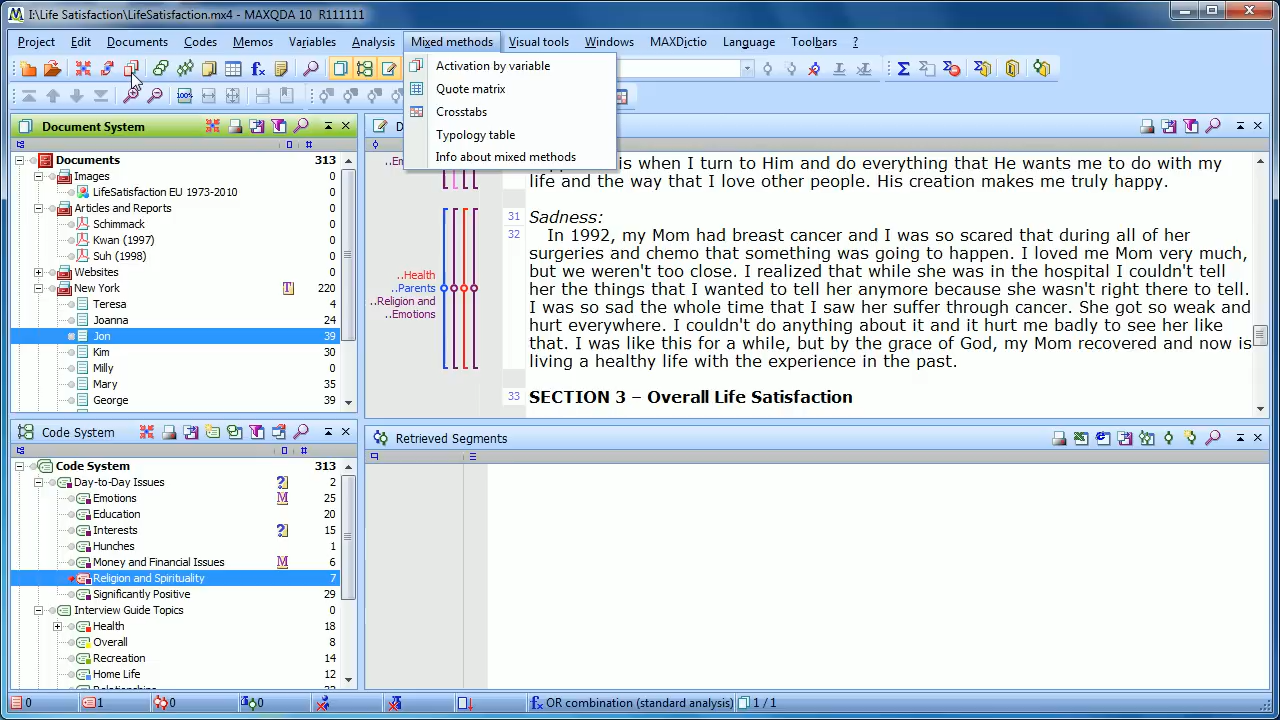 I:\Life Satisfaction\LifeSatisfaction.mx4 - MAXQDA 10 R111111
Project Edit Documents Codes Memos Variables Analysis Mixed methods Visual tools Windows MAXDictio Language Toolbars ?
Activation by variable
Quote matrix
Crosstabs
Typology table
Info about mixed methods
Document System
Documents 313
Images 0
LifeSatisfaction EU 1973-2010 0
Articles and Reports 0
Schimmack 0
Kwan (1997) 0
Suh (1998) 0
Websites 0
New York 220
Teresa 4
Joanna 24
Jon 39
Kim 30
Milly 0
Mary 35
George 39
Code System
Code System 313
Day-to-Day Issues 2
Emotions 25
Education 20
Interests 15
Hunches 1
Money and Financial Issues 6
Religion and Spirituality 7
Significantly Positive 29
Interview Guide Topics 0
Health 18
Overall 8
Recreation 14
Home Life 14
is when I turn to Him and do everything that He wants me to do with my
life and the way that I love other people. His creation makes me truly happy.
31 Sadness:
32 In 1992, my Mom had breast cancer and I was so scared that during all of her
surgeries and chemo that something was going to happen. I loved me Mom very much,
but we weren't too close. I realized that while she was in the hospital I couldn't tell
her the things that I wanted to tell her anymore because she wasn't right there to tell.
I was so sad the whole time that I saw her suffer through cancer. She got so weak and
hurt everywhere. I couldn't do anything about it and it hurt me badly to see her like
that. I was like this for a while, but by the grace of God, my Mom recovered and now is
living a healthy life with the experience in the past.
33 SECTION 3 – Overall Life Satisfaction
..Health
..Parents
..Religion and
..Emotions
Retrieved Segments
0 1 0 0 0 0 OR combination (standard analysis) 1 / 1